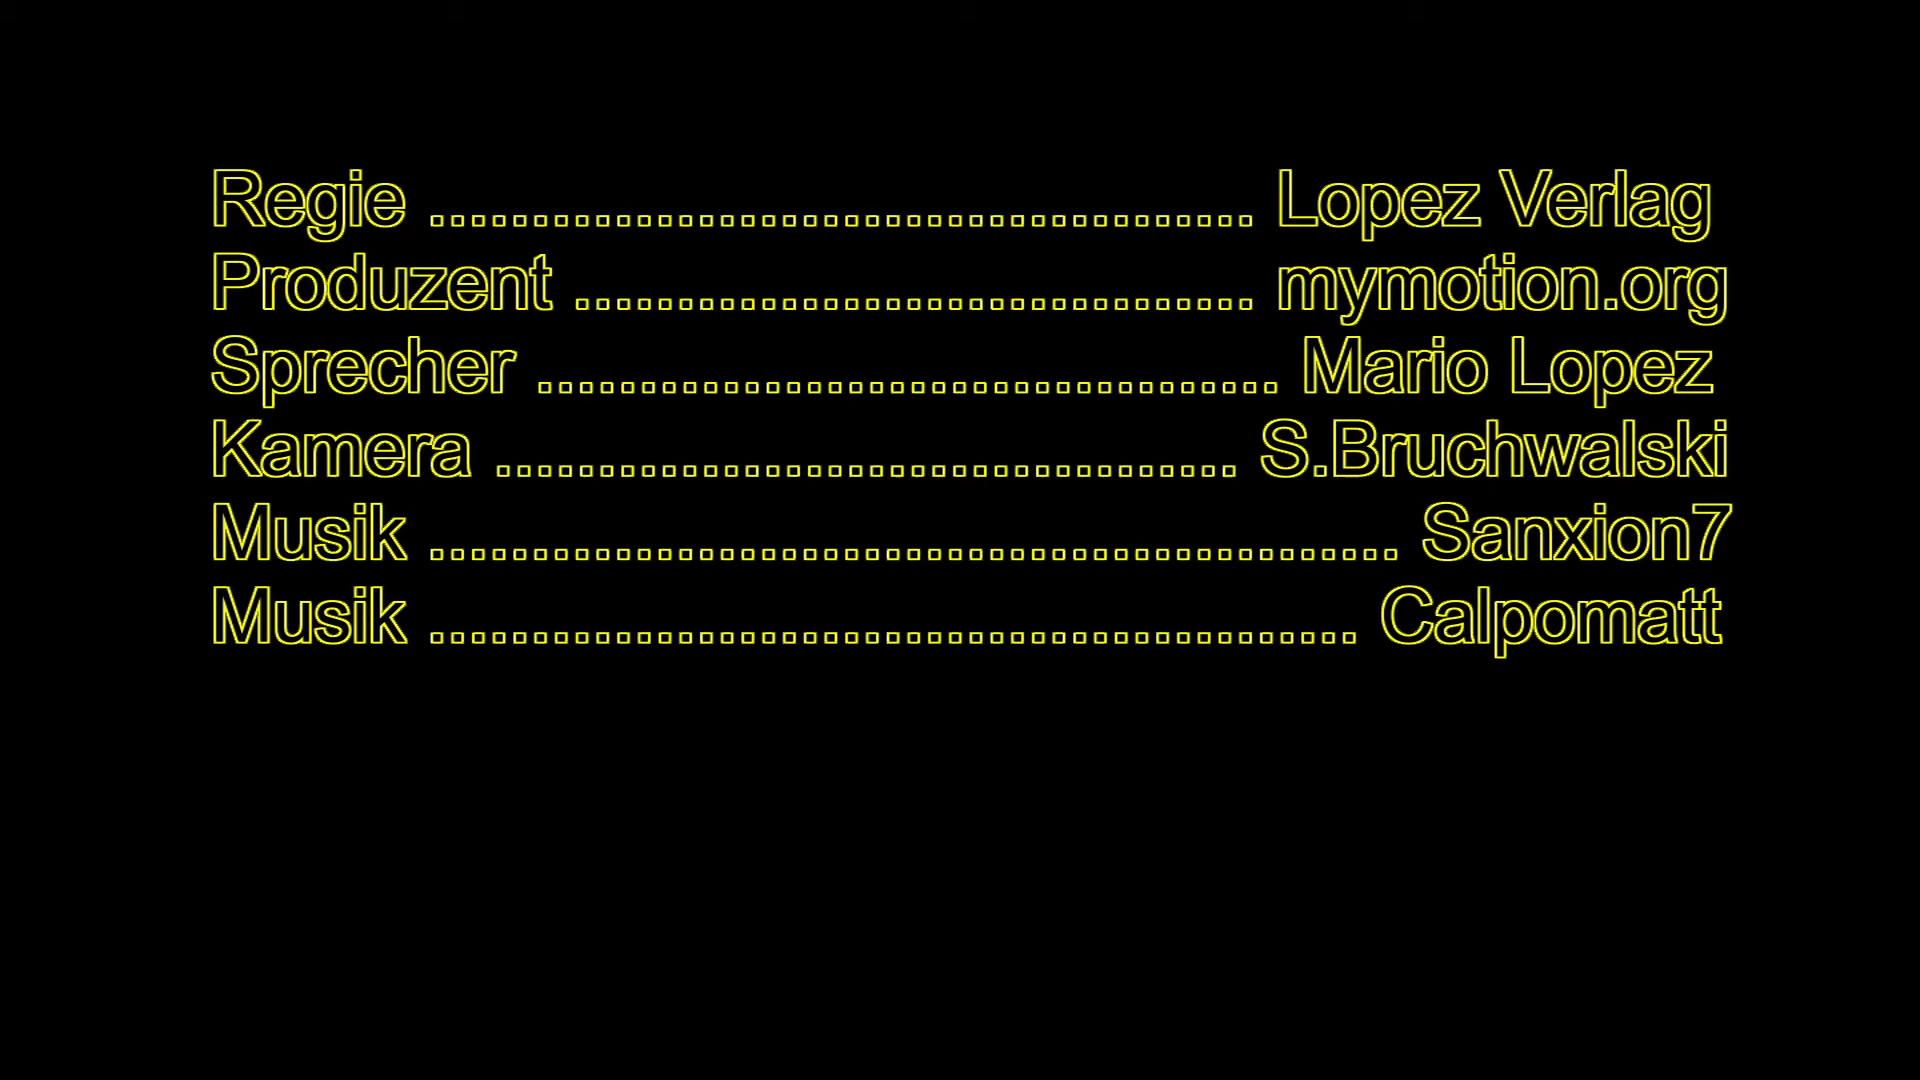 Regie ........................................ Lopez Verlag
Produzent ................................. mymotion.org
Sprecher .................................... Mario Lopez
Kamera .................................... S.Bruchwalski
Musik ............................................... Sanxion7
Musik ............................................. Calpomatt